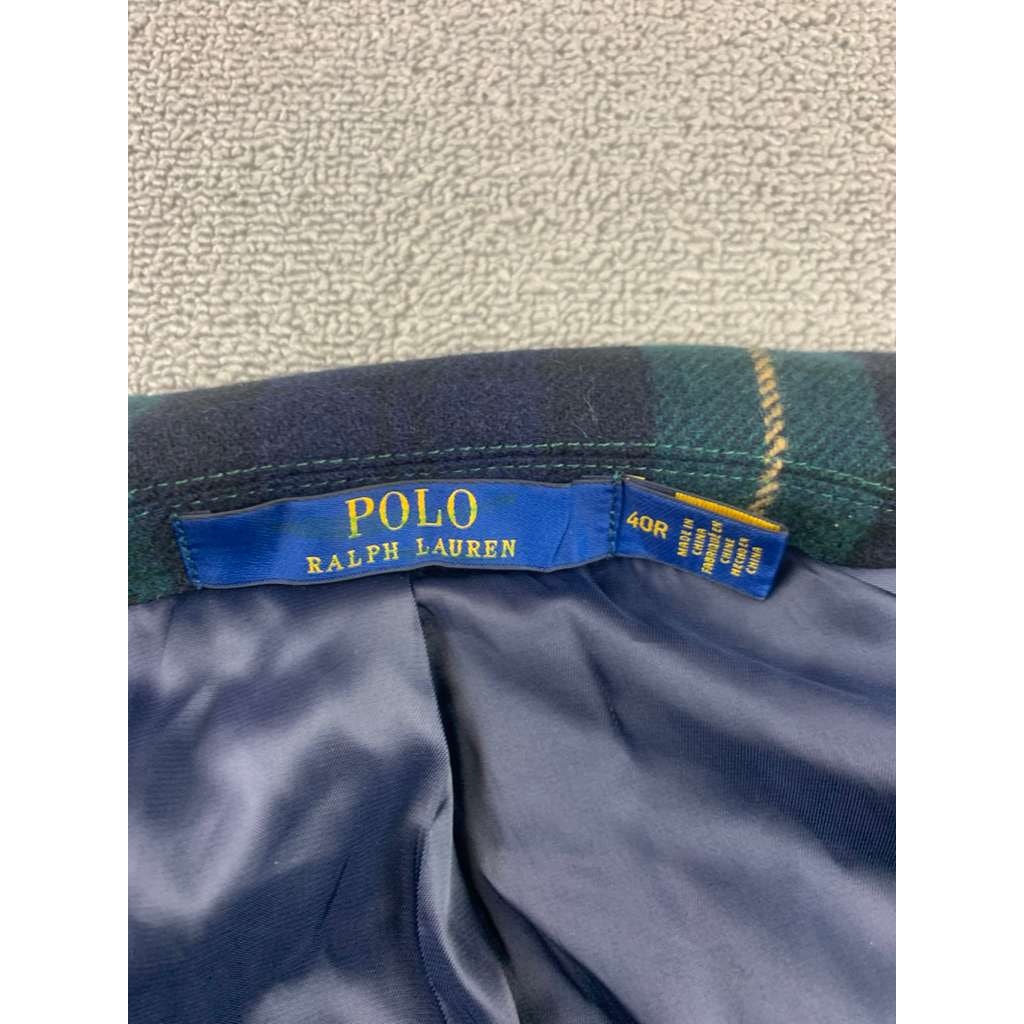 POLO
RALPH LAUREN
40R
MADE IN
CHINA
FABRIQUÉ EN
CHINE
HECHO EN
CHINA